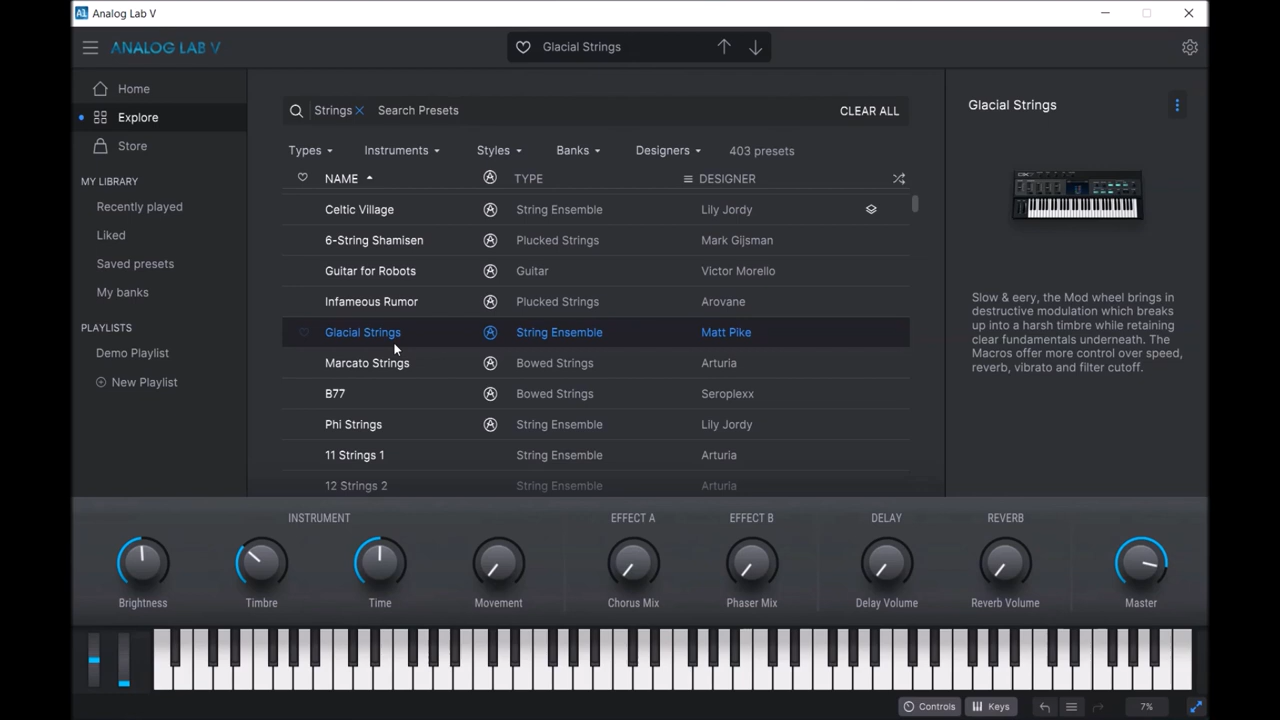 Analog Lab V
ANALOG LAB V
Glacial Strings
Home
Explore
Store
MY LIBRARY
Recently played
Liked
Saved presets
My banks
PLAYLISTS
Demo Playlist
New Playlist
Strings
Search Presets
CLEAR ALL
Types
Instruments
Styles
Banks
Designers
403 presets
NAME TYPE DESIGNER
Celtic Village String Ensemble Lily Jordy
6-String Shamisen Plucked Strings Mark Gijsman
Guitar for Robots Guitar Victor Morello
Infameous Rumor Plucked Strings Arovane
Glacial Strings String Ensemble Matt Pike
Marcato Strings Bowed Strings Arturia
B77 Bowed Strings Seroplexx
Phi Strings String Ensemble Lily Jordy
11 Strings 1 String Ensemble Arturia
12 Strings 2 String Ensemble Arturia
Glacial Strings
Slow & eery, the Mod wheel brings in
destructive modulation which breaks
up into a harsh timbre while retaining
clear fundamentals underneath. The
Macros offer more control over speed,
reverb, vibrato and filter cutoff.
INSTRUMENT EFFECT A EFFECT B DELAY REVERB
Brightness Timbre Time Movement Chorus Mix Phaser Mix Delay Volume Reverb Volume Master
Controls Keys 7%